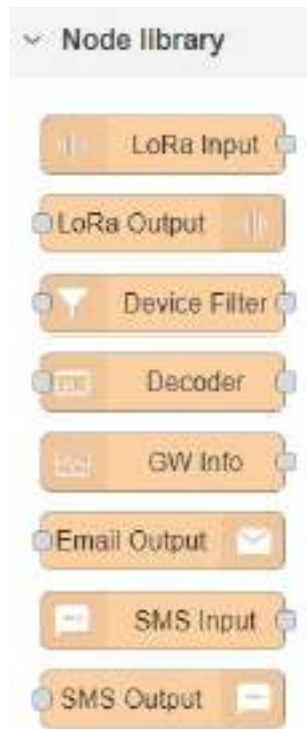 Node library
LoRa Input
LoRa Output
Device Filter
Decoder
GW Info
Email Output
SMS Input
SMS Output